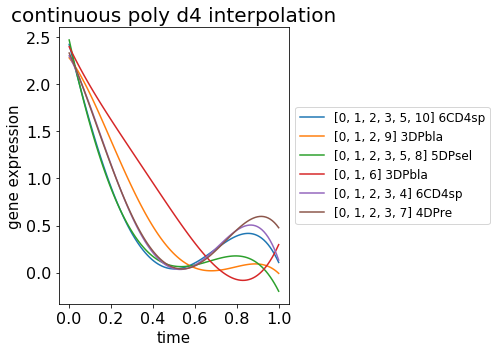 continuous poly d4 interpolation
gene expression
2.5
2.0
1.5
1.0
0.5
0.0
0.0 0.2 0.4 0.6 0.8 1.0
time
[0, 1, 2, 3, 5, 10] 6CD4sp
[0, 1, 2, 9] 3DPbla
[0, 1, 2, 3, 5, 8] 5DPsel
[0, 1, 6] 3DPbla
[0, 1, 2, 3, 4] 6CD4sp
[0, 1, 2, 3, 7] 4DPre